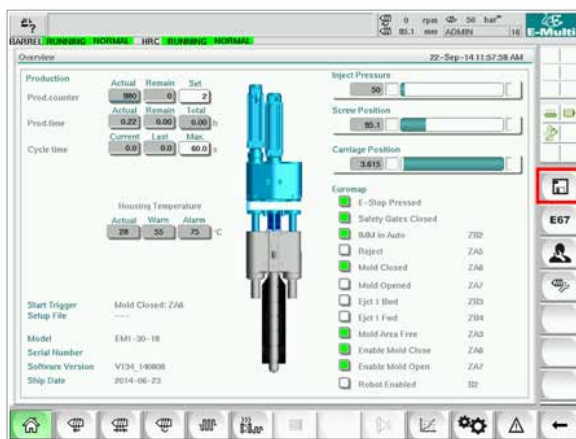 0 rpm 50 bar
85.1 mm ADMIN 16 E-Multi
BARREL RUNNING NORMAL HRC RUNNING NORMAL
Overview 22-Sep-14 11:57:58 AM
Production
Actual Remain Set
Prod.counter 980 0 2
Actual Remain Total
Prod.time 0.22 0.00 0.00 h
Current Last Max.
Cycle time 0.0 0.0 60.0 s
Housing Temperature
Actual Warn Alarm
28 55 75 °C
Start Trigger Mold Closed: ZA6
Setup File ---
Model EM1-30-18
Serial Number
Software Version V134_140808
Ship Date 2014-06-23
Inject Pressure
50
Screw Position
85.1
Carriage Position
3.615
Euromap
E-Stop Pressed
Safety Gates Closed
IMM in Auto ZB2
Reject ZA5
Mold Closed ZA6
Mold Opened ZA7
Ejct 1 Bwd ZB3
Ejct 1 Fwd ZB4
Mold Area Free ZA3
Enable Mold Close ZA6
Enable Mold Open ZA7
Robot Enabled B2
E67